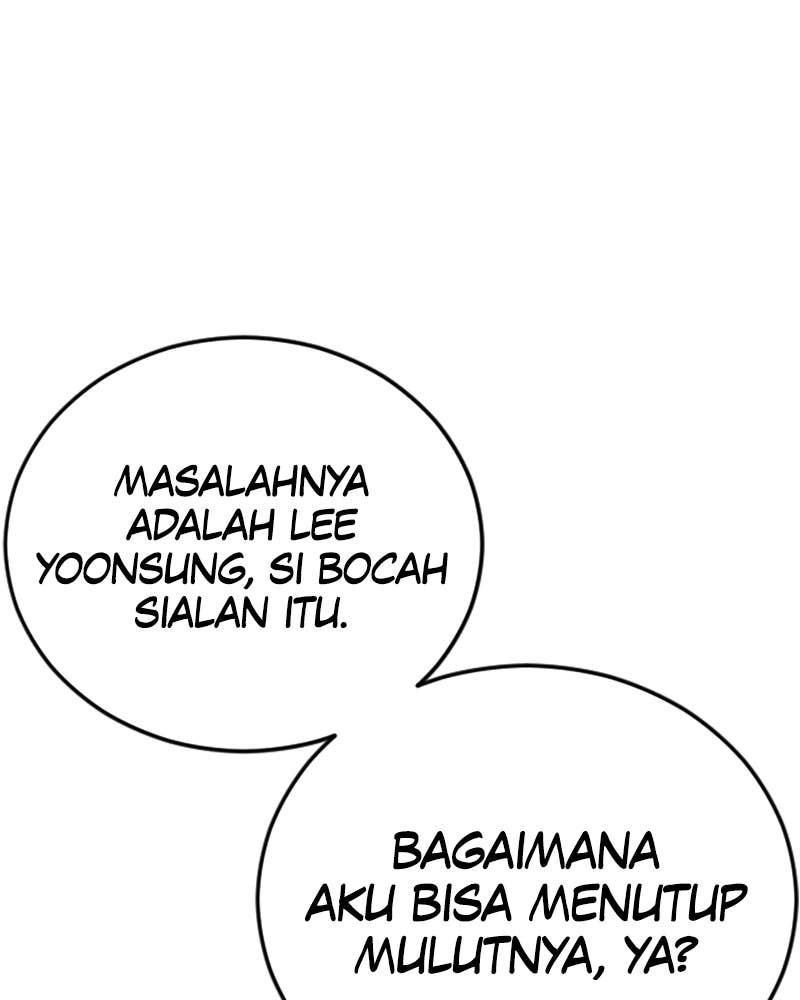 MASALAHNYA
ADALAH LEE
YOONSUNG, SI BOCAH
SIALAN ITU.
BAGAIMANA
AKU BISA MENUTUP
MULUTNYA, YA?